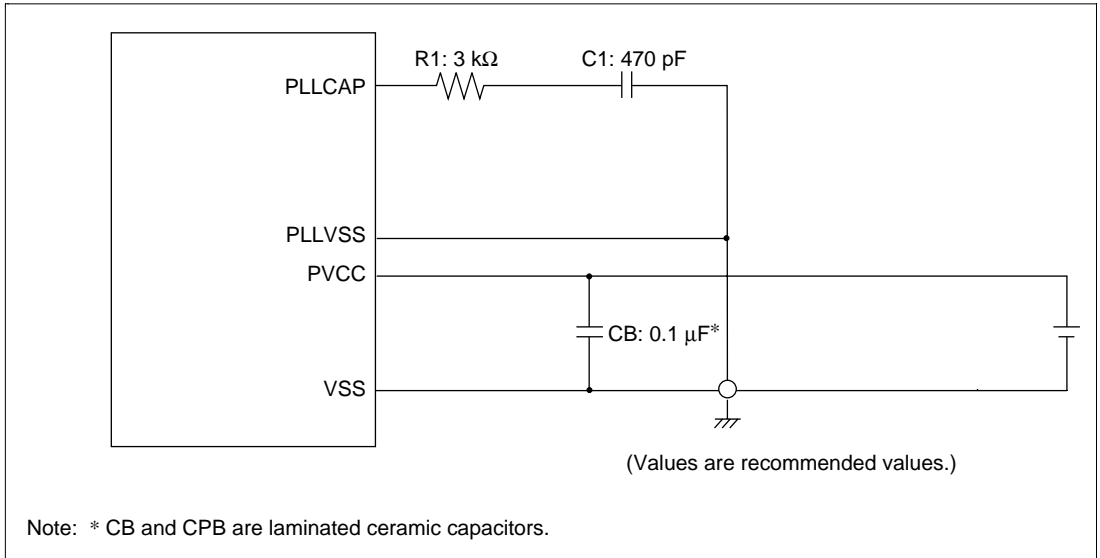 R1: 3 kΩ
C1: 470 pF
PLLCAP
PLLVSS
PVCC
CB: 0.1 μF*
VSS
(Values are recommended values.)
Note: * CB and CPB are laminated ceramic capacitors.